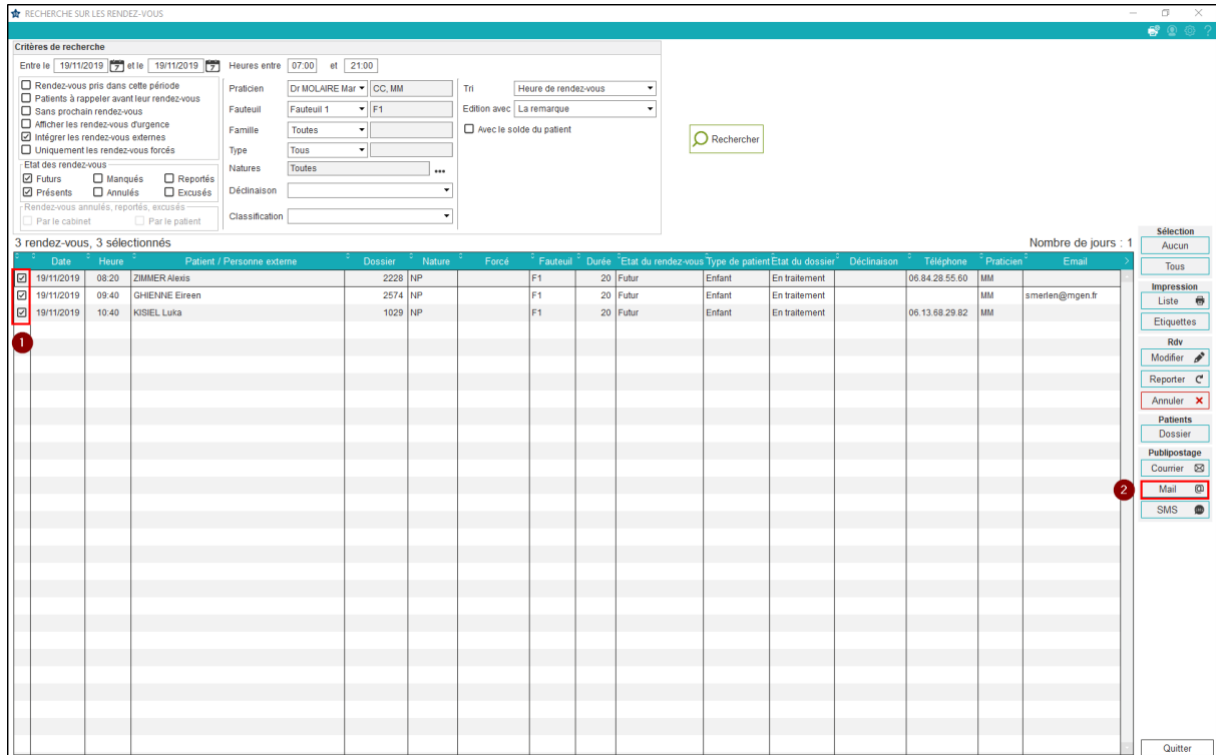 RECHERCHE SUR LES RENDEZ-VOUS
Critères de recherche
Entre le 19/11/2019 7 et le 19/11/2019 7 Heures entre 07:00 et 21:00
Rendez-vous pris dans cette période
Patients à rappeler avant leur rendez-vous
Sans prochain rendez-vous
Afficher les rendez-vous d'urgence
Intégrer les rendez-vous externes
Uniquement les rendez-vous forcés
Etat des rendez-vous
Futurs Manqués Reportés
Présents Annulés Excusés
Rendez-vous annulés, reportés, excusés
Par le cabinet Par le patient
Praticien Dr MOLAIRE Mar CC, MM
Fauteuil Fauteuil 1 F1
Famille Toutes
Type Tous
Natures Toutes ...
Déclinaison
Classification
Tri Heure de rendez-vous
Edition avec La remarque
Avec le solde du patient
Rechercher
3 rendez-vous, 3 sélectionnés Nombre de jours : 1
Date Heure Patient / Personne externe Dossier Nature Forcé Fauteuil Durée Etat du rendez-vous Type de patient Etat du dossier Déclinaison Téléphone Praticien Email
19/11/2019 08:20 ZIMMER Alexis 2228 NP F1 20 Futur Enfant En traitement 06.84.28.55.60 MM
19/11/2019 09:40 GHIENNE Eireen 2574 NP F1 20 Futur Enfant En traitement MM smerlen@mgen.fr
19/11/2019 10:40 KISIEL Luka 1029 NP F1 20 Futur Enfant En traitement 06.13.68.29.82 MM
1
2
Sélection
Aucun
Tous
Impression
Liste
Etiquettes
Rdv
Modifier
Reporter
Annuler
Patients
Dossier
Publipostage
Courrier
Mail
SMS
Quitter